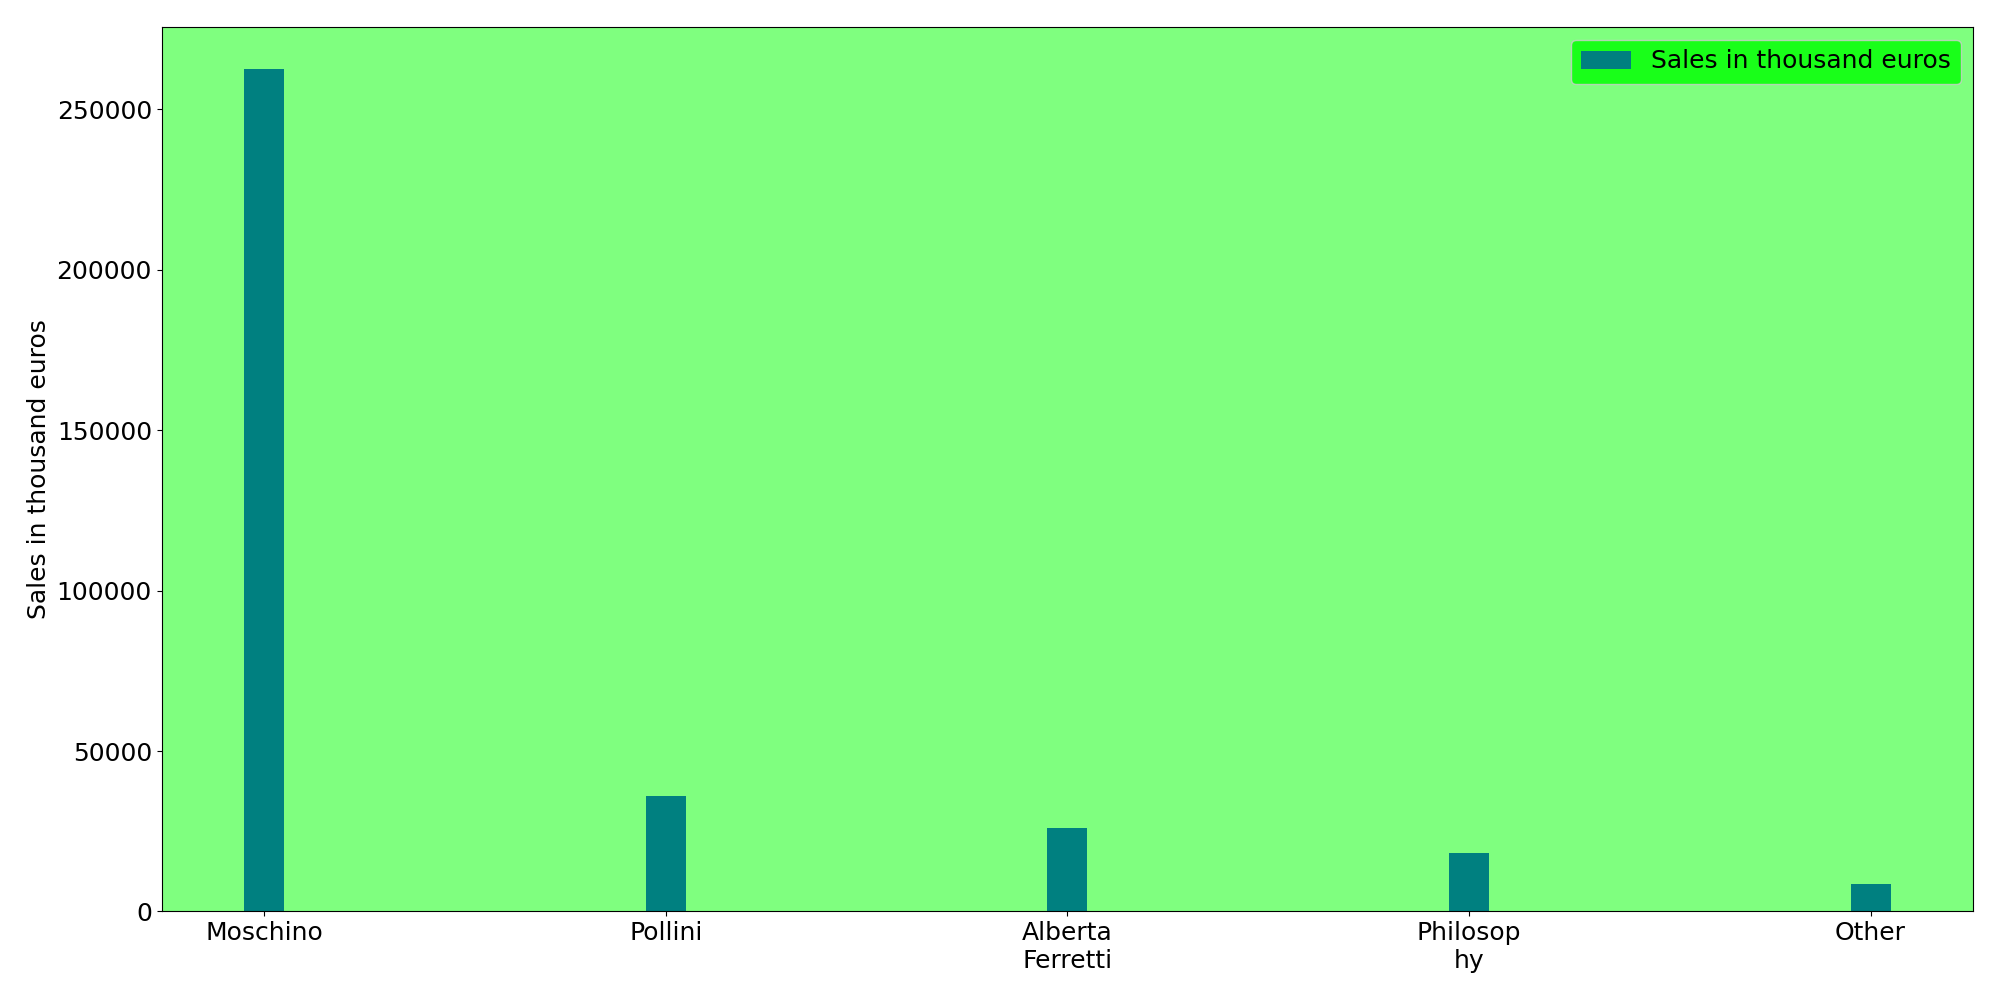 Sales in thousand euros
250000
200000
150000
100000
50000
0
Sales in thousand euros
Moschino
Pollini
Alberta
Ferretti
Philosop
hy
Other